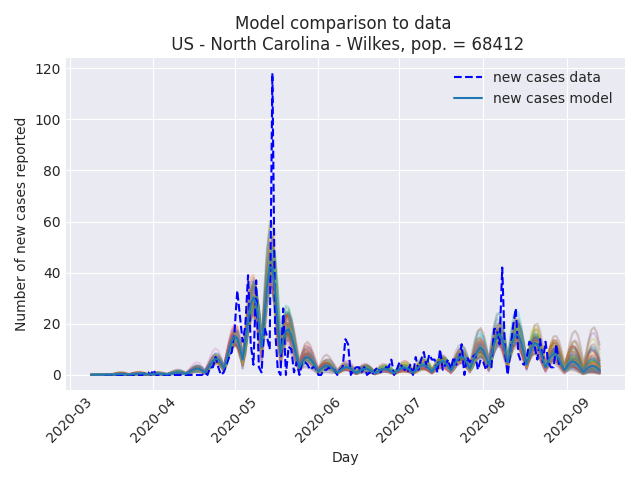 Model comparison to data
US - North Carolina - Wilkes, pop. = 68412
new cases data
new cases model
Number of new cases reported
120
100
80
60
40
20
0
2020-03
2020-04
2020-05
2020-06
2020-07
2020-08
2020-09
Day